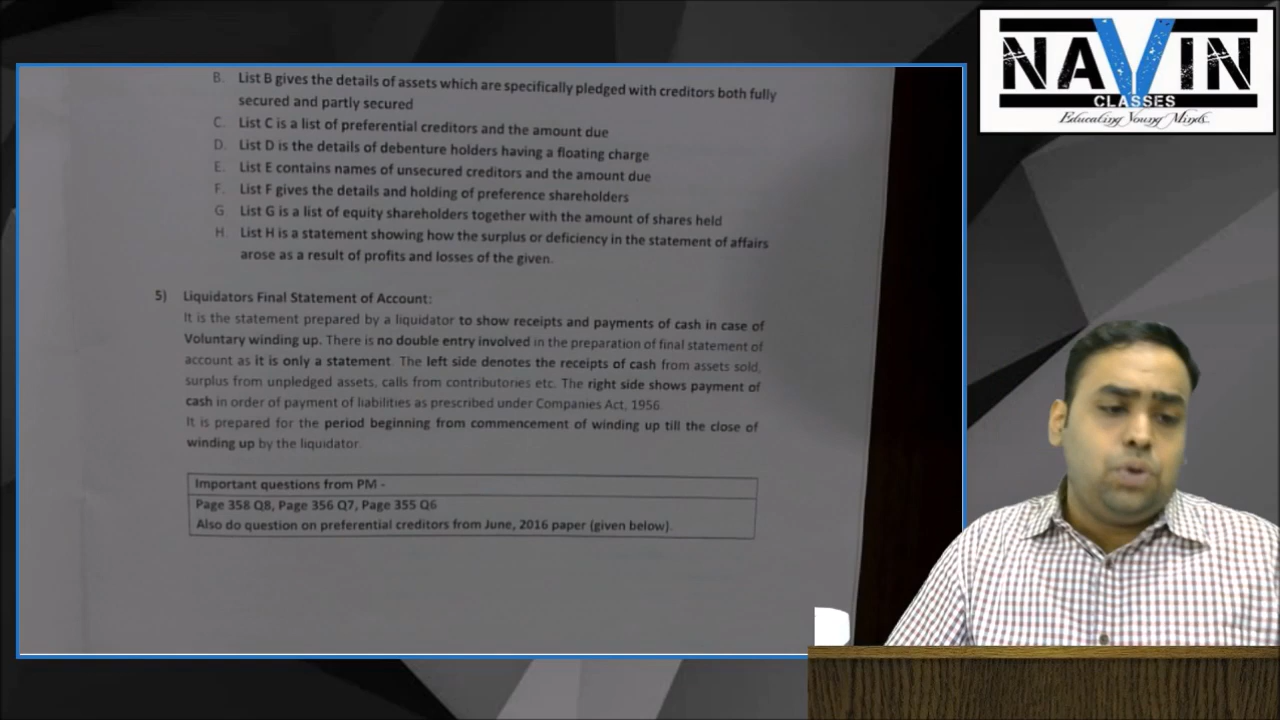 NAVIN
CLASSES
Educating Young Minds..
B. List B gives the details of assets which are specifically pledged with creditors both fully
secured and partly secured
C. List C is a list of preferential creditors and the amount due
D. List D is the details of debenture holders having a floating charge
E. List E contains names of unsecured creditors and the amount due
F. List F gives the details and holding of preference shareholders
G List G is a list of equity shareholders together with the amount of shares held
H. List H is a statement showing how the surplus or deficiency in the statement of affairs
arose as a result of profits and losses of the given.
5) Liquidators Final Statement of Account:
It is the statement prepared by a liquidator to show receipts and payments of cash in case of
Voluntary winding up. There is no double entry involved in the preparation of final statement of
account as it is only a statement. The left side denotes the receipts of cash from assets sold,
surplus from unpledged assets, calls from contributories etc. The right side shows payment of
cash in order of payment of liabilities as prescribed under Companies Act, 1956.
It is prepared for the period beginning from commencement of winding up till the close of
winding up by the liquidator.
Important questions from PM -
Page 358 Q8, Page 356 Q7, Page 355 Q6
Also do question on preferential creditors from June, 2016 paper (given below).